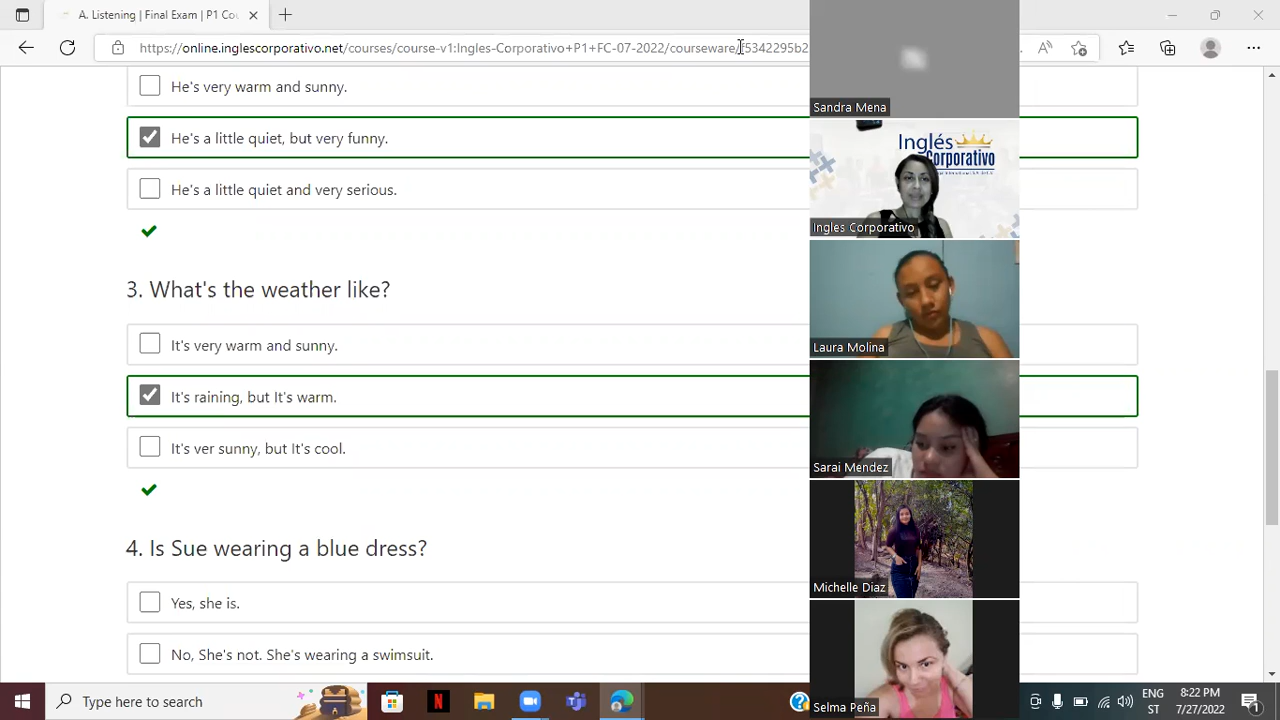 A. Listening | Final Exam | P1 Cou
https://online.inglescorporativo.net/courses/course-v1:Ingles-Corporativo+P1+FC-07-2022/courseware/f5342295b2
He's very warm and sunny.
He's a little quiet, but very funny.
He's a little quiet and very serious.
3. What's the weather like?
It's very warm and sunny.
It's raining, but It's warm.
It's ver sunny, but It's cool.
4. Is Sue wearing a blue dress?
Yes, she is.
No, She's not. She's wearing a swimsuit.
Sandra Mena
Inglés
Corporativo
Ingles Corporativo
Laura Molina
Sarai Mendez
Michelle Diaz
Selma Peña
Type here to search
ENG
ST
8:22 PM
7/27/2022
1